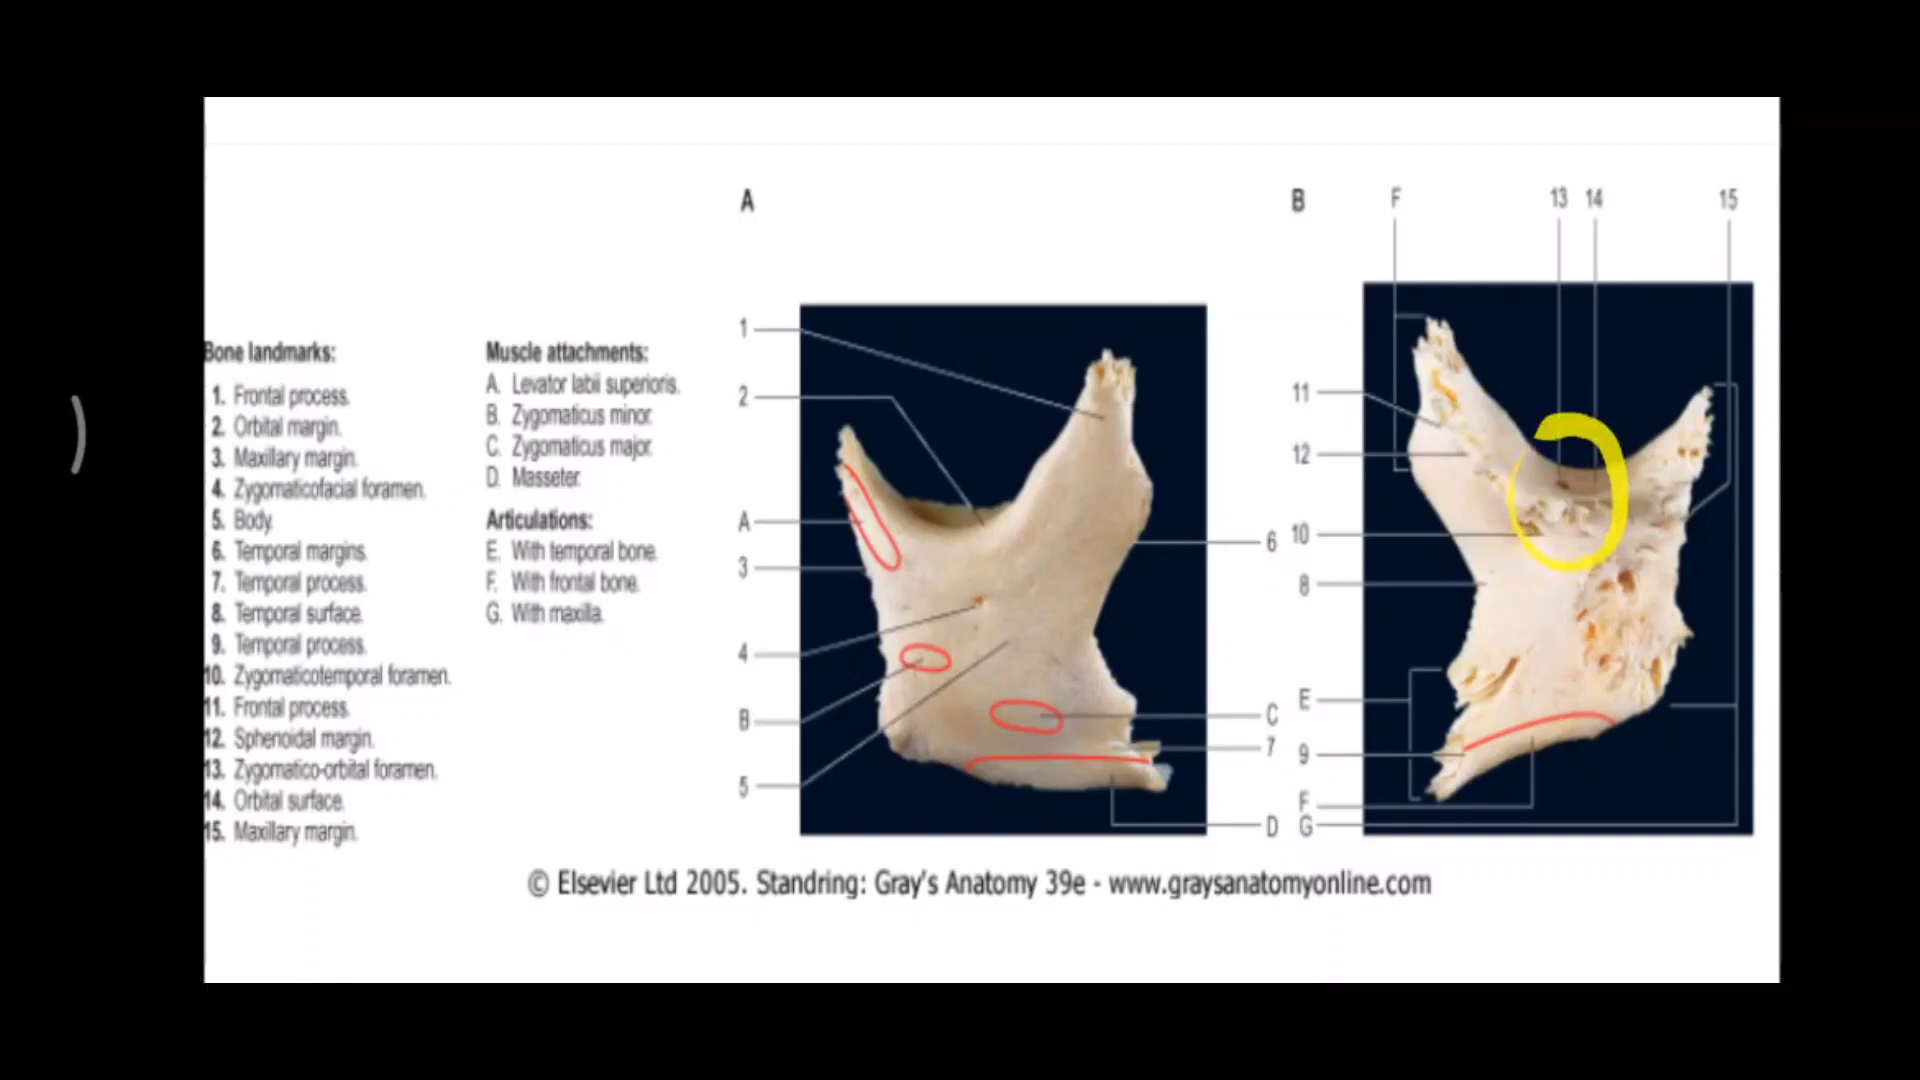 A
B
F
13
14
15
Bone landmarks:
1. Frontal process.
2. Orbital margin.
3. Maxillary margin.
4. Zygomaticofacial foramen.
5. Body.
6. Temporal margins.
7. Temporal process.
8. Temporal surface.
9. Temporal process.
10. Zygomaticotemporal foramen.
11. Frontal process.
12. Sphenoidal margin.
13. Zygomatico-orbital foramen.
14. Orbital surface.
15. Maxillary margin.
Muscle attachments:
A. Levator labii superioris.
B. Zygomaticus minor.
C. Zygomaticus major.
D. Masseter.
Articulations:
E. With temporal bone.
F. With frontal bone.
G. With maxilla.
1
2
A
3
4
B
5
6
C
7
D
11
12
10
8
E
9
F
G
© Elsevier Ltd 2005. Standring: Gray's Anatomy 39e - www.graysanatomyonline.com